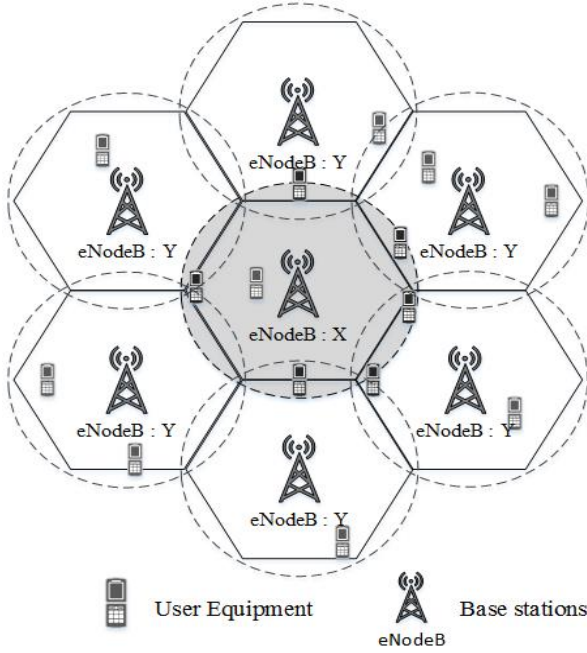 eNodeB : Y
eNodeB : Y
eNodeB : Y
eNodeB : X
eNodeB : Y
eNodeB : Y
eNodeB : Y
User Equipment
Base stations
eNodeB